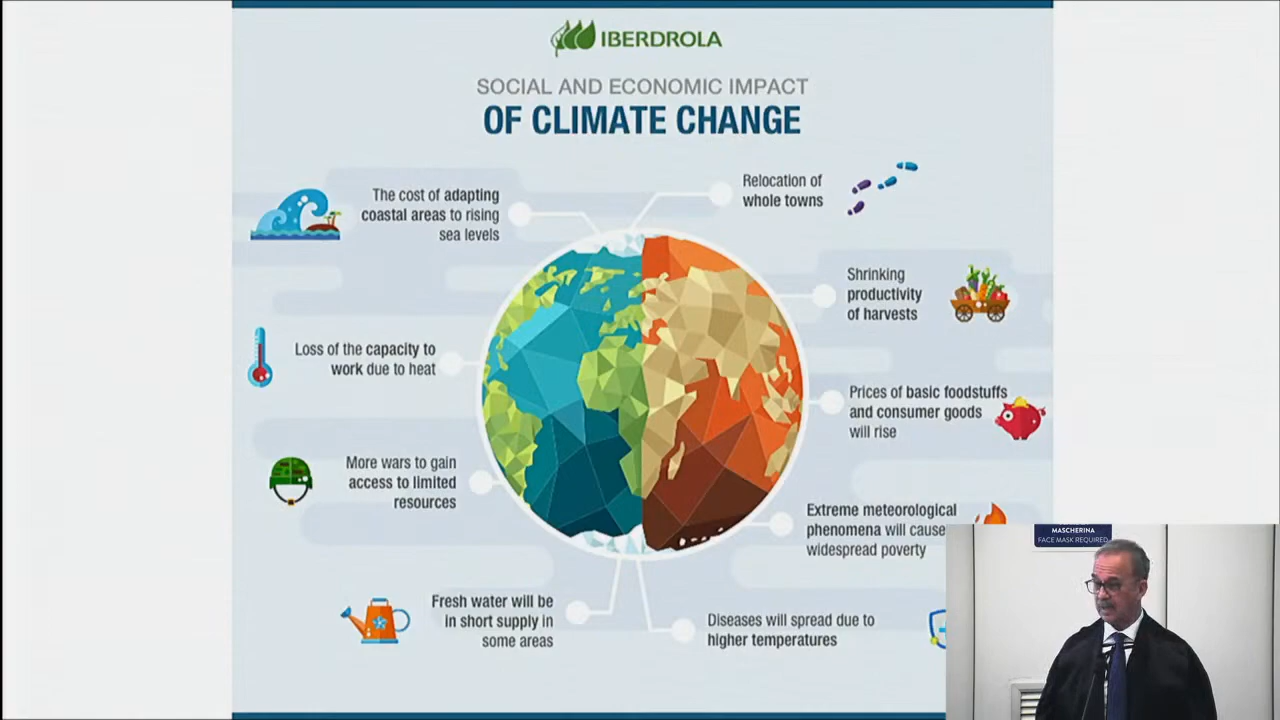 IBERDROLA
SOCIAL AND ECONOMIC IMPACT
OF CLIMATE CHANGE
The cost of adapting
coastal areas to rising
sea levels
Relocation of
whole towns
Shrinking
productivity
of harvests
Loss of the capacity to
work due to heat
Prices of basic foodstuffs
and consumer goods
will rise
More wars to gain
access to limited
resources
Extreme meteorological
phenomena will cause
widespread poverty
Fresh water will be
in short supply in
some areas
Diseases will spread due to
higher temperatures
MASCHERINA
FACE MASK REQUIRED